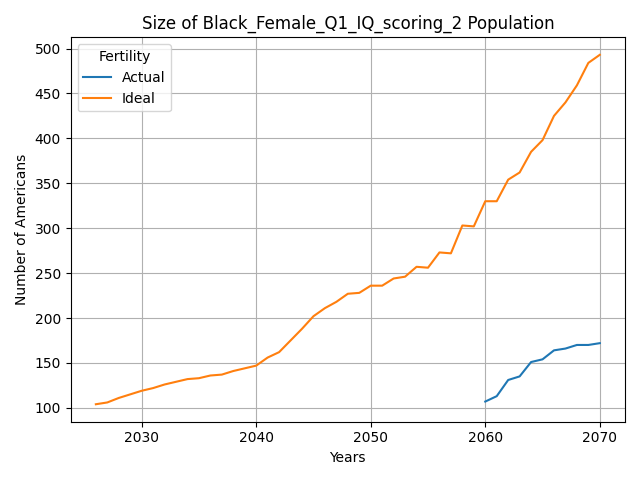 Size of Black_Female_Q1_IQ_scoring_2 Population
Fertility
Actual
Ideal
Number of Americans
500
450
400
350
300
250
200
150
100
2030
2040
2050
2060
2070
Years